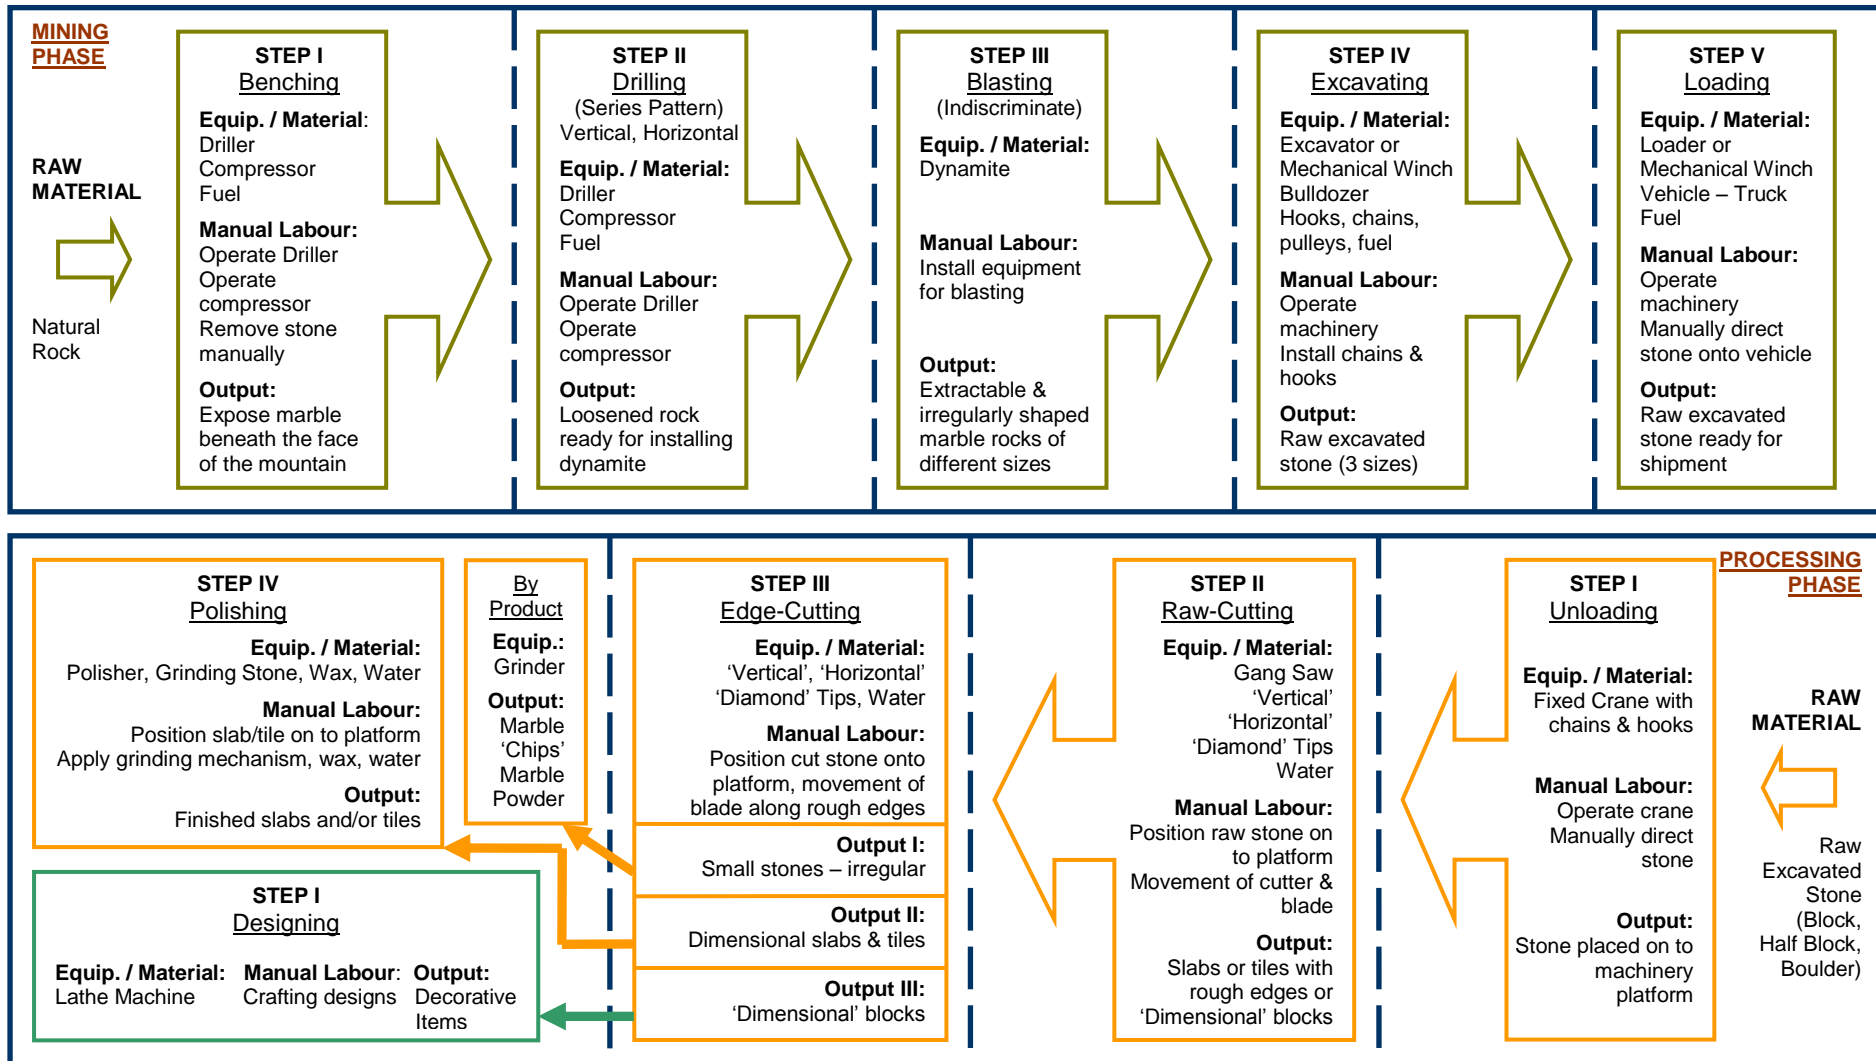 MINING
PHASE
RAW
MATERIAL
Natural
Rock
STEP I
Benching
Equip. / Material:
Driller
Compressor
Fuel
Manual Labour:
Operate Driller
Operate
compressor
Remove stone
manually
Output:
Expose marble
beneath the face
of the mountain
STEP II
Drilling
(Series Pattern)
Vertical, Horizontal
Equip. / Material:
Driller
Compressor
Fuel
Manual Labour:
Operate Driller
Operate
compressor
Output:
Loosened rock
ready for installing
dynamite
STEP III
Blasting
(Indiscriminate)
Equip. / Material:
Dynamite
Manual Labour:
Install equipment
for blasting
Output:
Extractable &
irregularly shaped
marble rocks of
different sizes
STEP IV
Excavating
Equip. / Material:
Excavator or
Mechanical Winch
Bulldozer
Hooks, chains,
pulleys, fuel
Manual Labour:
Operate
machinery
Install chains &
hooks
Output:
Raw excavated
stone (3 sizes)
STEP V
Loading
Equip. / Material:
Loader or
Mechanical Winch
Vehicle – Truck
Fuel
Manual Labour:
Operate
machinery
Manually direct
stone onto vehicle
Output:
Raw excavated
stone ready for
shipment
PROCESSING
PHASE
RAW
MATERIAL
Raw
Excavated
Stone
(Block,
Half Block,
Boulder)
STEP I
Unloading
Equip. / Material:
Fixed Crane with
chains & hooks
Manual Labour:
Operate crane
Manually direct
stone
Output:
Stone placed on to
machinery
platform
STEP II
Raw-Cutting
Equip. / Material:
Gang Saw
‘Vertical’
‘Horizontal’
‘Diamond’ Tips
Water
Manual Labour:
Position raw stone on
to platform
Movement of cutter &
blade
Output:
Slabs or tiles with
rough edges or
‘Dimensional’ blocks
STEP III
Edge-Cutting
Equip. / Material:
‘Vertical’, ‘Horizontal’
‘Diamond’ Tips, Water
Manual Labour:
Position cut stone onto
platform, movement of
blade along rough edges
Output I:
Small stones – irregular
Output II:
Dimensional slabs & tiles
Output III:
‘Dimensional’ blocks
By
Product
Equip.:
Grinder
Output:
Marble
‘Chips’
Marble
Powder
STEP IV
Polishing
Equip. / Material:
Polisher, Grinding Stone, Wax, Water
Manual Labour:
Position slab/tile on to platform
Apply grinding mechanism, wax, water
Output:
Finished slabs and/or tiles
STEP I
Designing
Equip. / Material:
Lathe Machine
Manual Labour:
Crafting designs
Output:
Decorative
Items